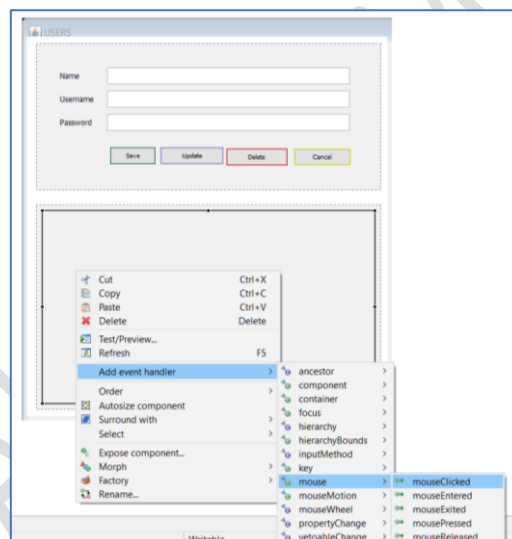 USERS
Name
Username
Password
Save Update Delete Cancel
Cut Ctrl+X
Copy Ctrl+C
Paste Ctrl+V
Delete Delete
Test/Preview...
Refresh F5
Add event handler
Order
Autosize component
Surround with
Select
Expose component...
Morph
Factory
Rename...
ancestor
component
container
focus
hierarchy
hierarchyBounds
inputMethod
key
mouse
mouseMotion
mouseWheel
propertyChange
vetoableChange
mouseClicked
mouseEntered
mouseExited
mousePressed
mouseReleased
Writable